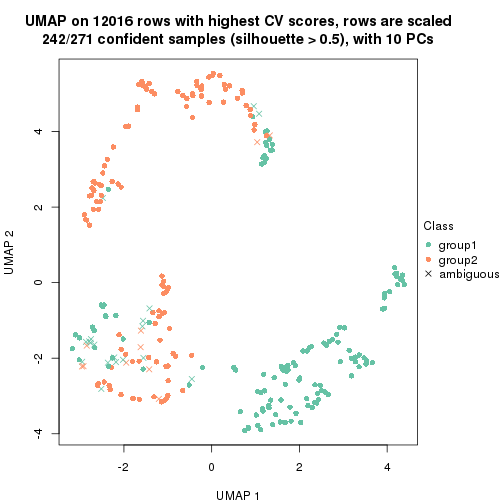 UMAP on 12016 rows with highest CV scores, rows are scaled
242/271 confident samples (silhouette > 0.5), with 10 PCs
4
2
0
-2
-4
UMAP 2
-2
0
2
4
UMAP 1
Class
group1
group2
ambiguous